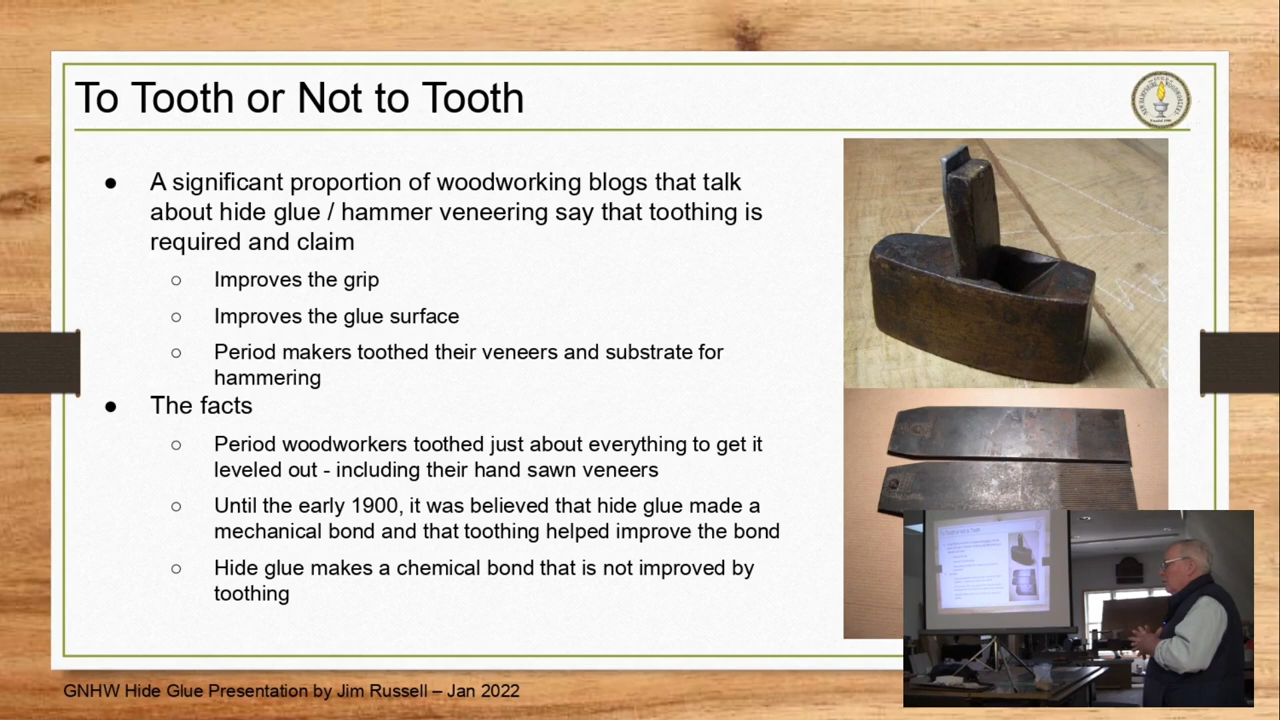 To Tooth or Not to Tooth
● A significant proportion of woodworking blogs that talk
about hide glue / hammer veneering say that toothing is
required and claim
○ Improves the grip
○ Improves the glue surface
○ Period makers toothed their veneers and substrate for
hammering
● The facts
○ Period woodworkers toothed just about everything to get it
leveled out - including their hand sawn veneers
○ Until the early 1900, it was believed that hide glue made a
mechanical bond and that toothing helped improve the bond
○ Hide glue makes a chemical bond that is not improved by
toothing
GNHW Hide Glue Presentation by Jim Russell – Jan 2022